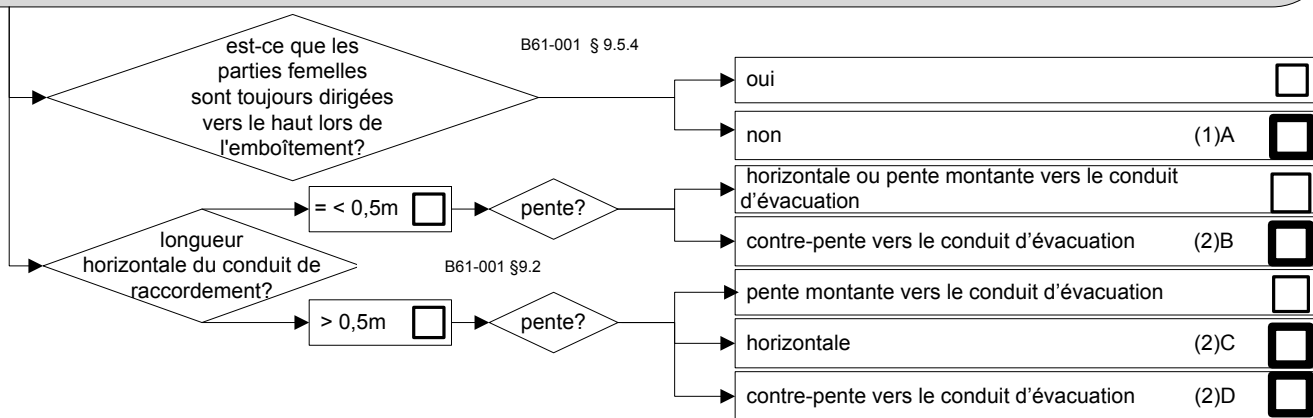 est-ce que les
parties femelles
sont toujours dirigées
vers le haut lors de
l'emboîtement?
B61-001 § 9.5.4
oui
non (1)A
longueur
horizontale du conduit de
raccordement?
B61-001 §9.2
= < 0,5m
pente?
horizontale ou pente montante vers le conduit
d’évacuation
contre-pente vers le conduit d’évacuation (2)B
> 0,5m
pente?
pente montante vers le conduit d’évacuation
horizontale (2)C
contre-pente vers le conduit d’évacuation (2)D